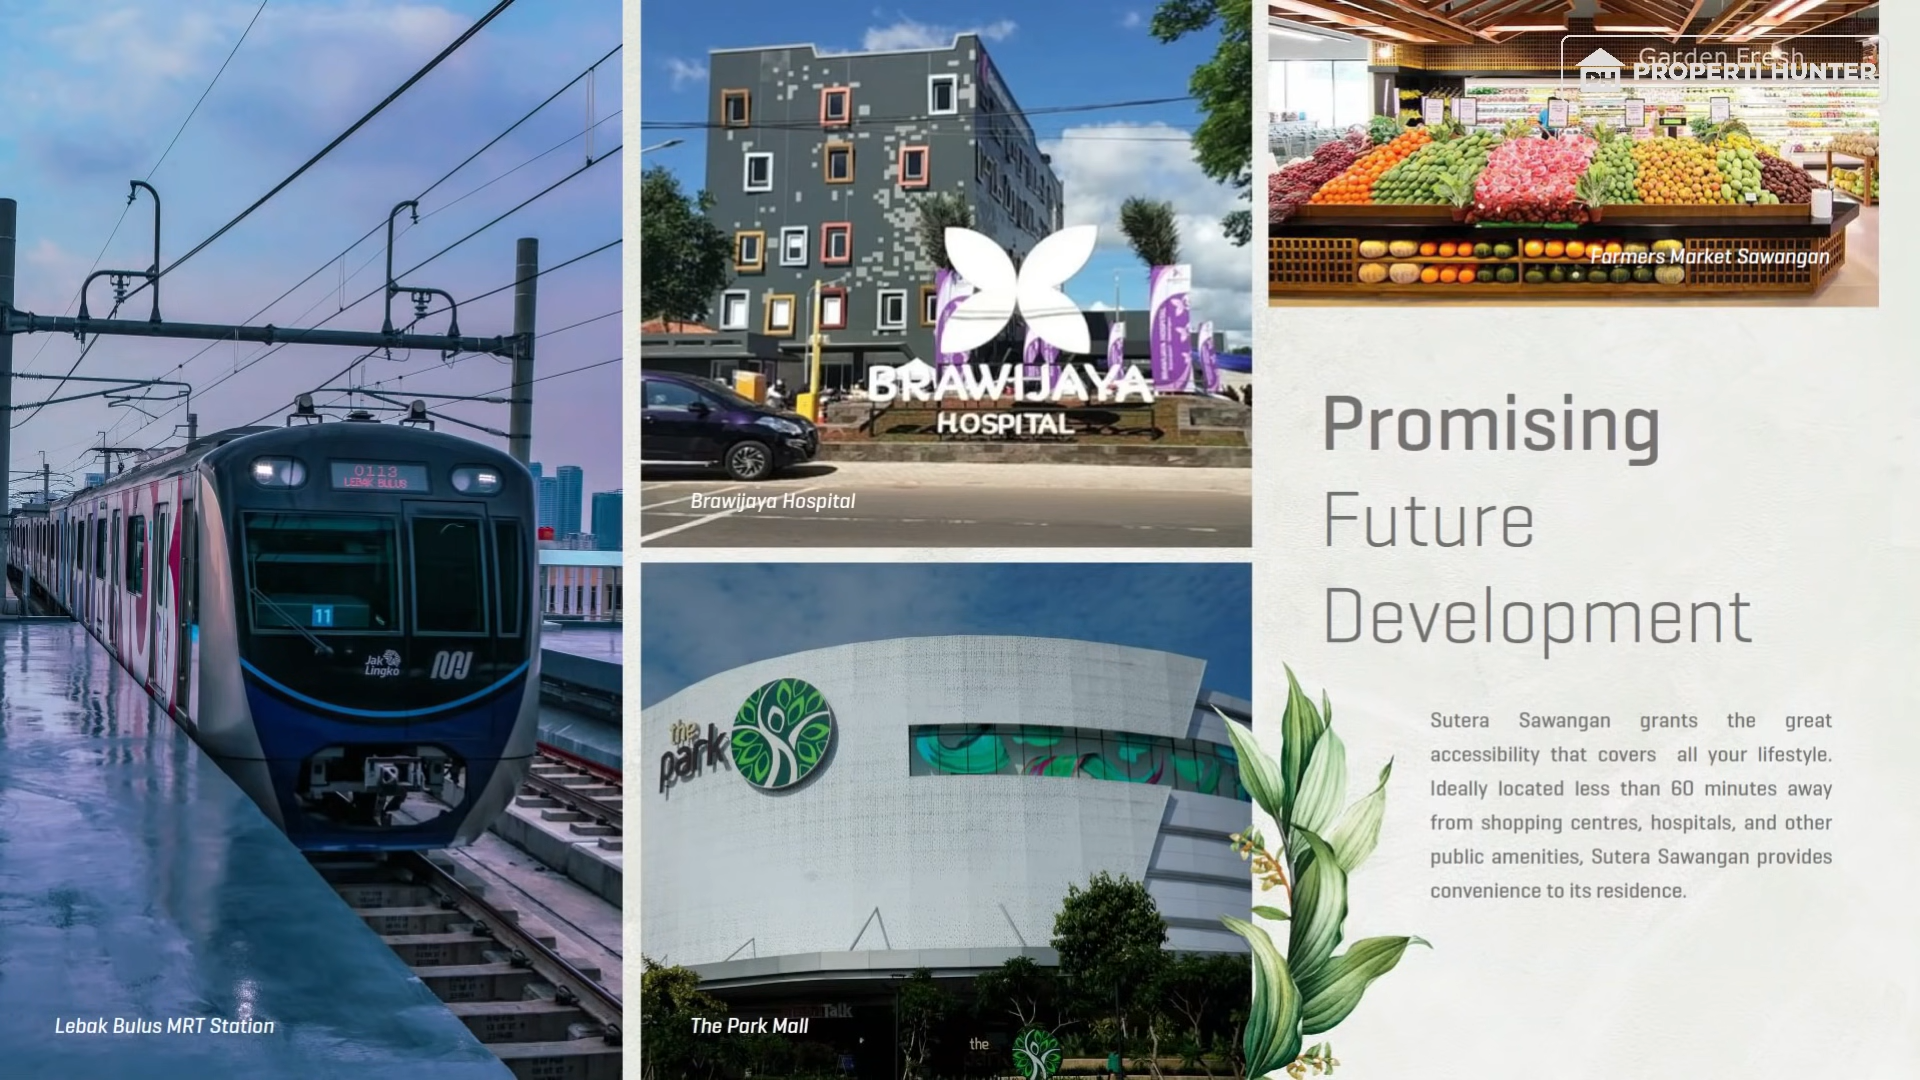 0113
LEBAK BULUS
11
Jak
Lingko
Lebak Bulus MRT Station
BRAWIJAYA
HOSPITAL
Brawijaya Hospital
the
park
Talk
the
The Park Mall
Garden Fresh
PROPERTI HUNTER
Farmers Market Sawangan
Promising
Future
Development
Sutera Sawangan grants the great
accessibility that covers all your lifestyle.
Ideally located less than 60 minutes away
from shopping centres, hospitals, and other
public amenities, Sutera Sawangan provides
convenience to its residence.